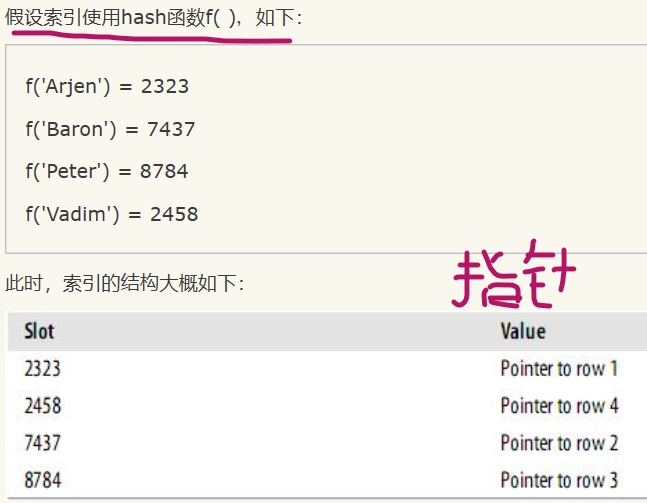 假设索引使用hash函数f( )，如下：
f('Arjen') = 2323
f('Baron') = 7437
f('Peter') = 8784
f('Vadim') = 2458
此时，索引的结构大概如下：
指针
Slot Value
2323 Pointer to row 1
2458 Pointer to row 4
7437 Pointer to row 2
8784 Pointer to row 3